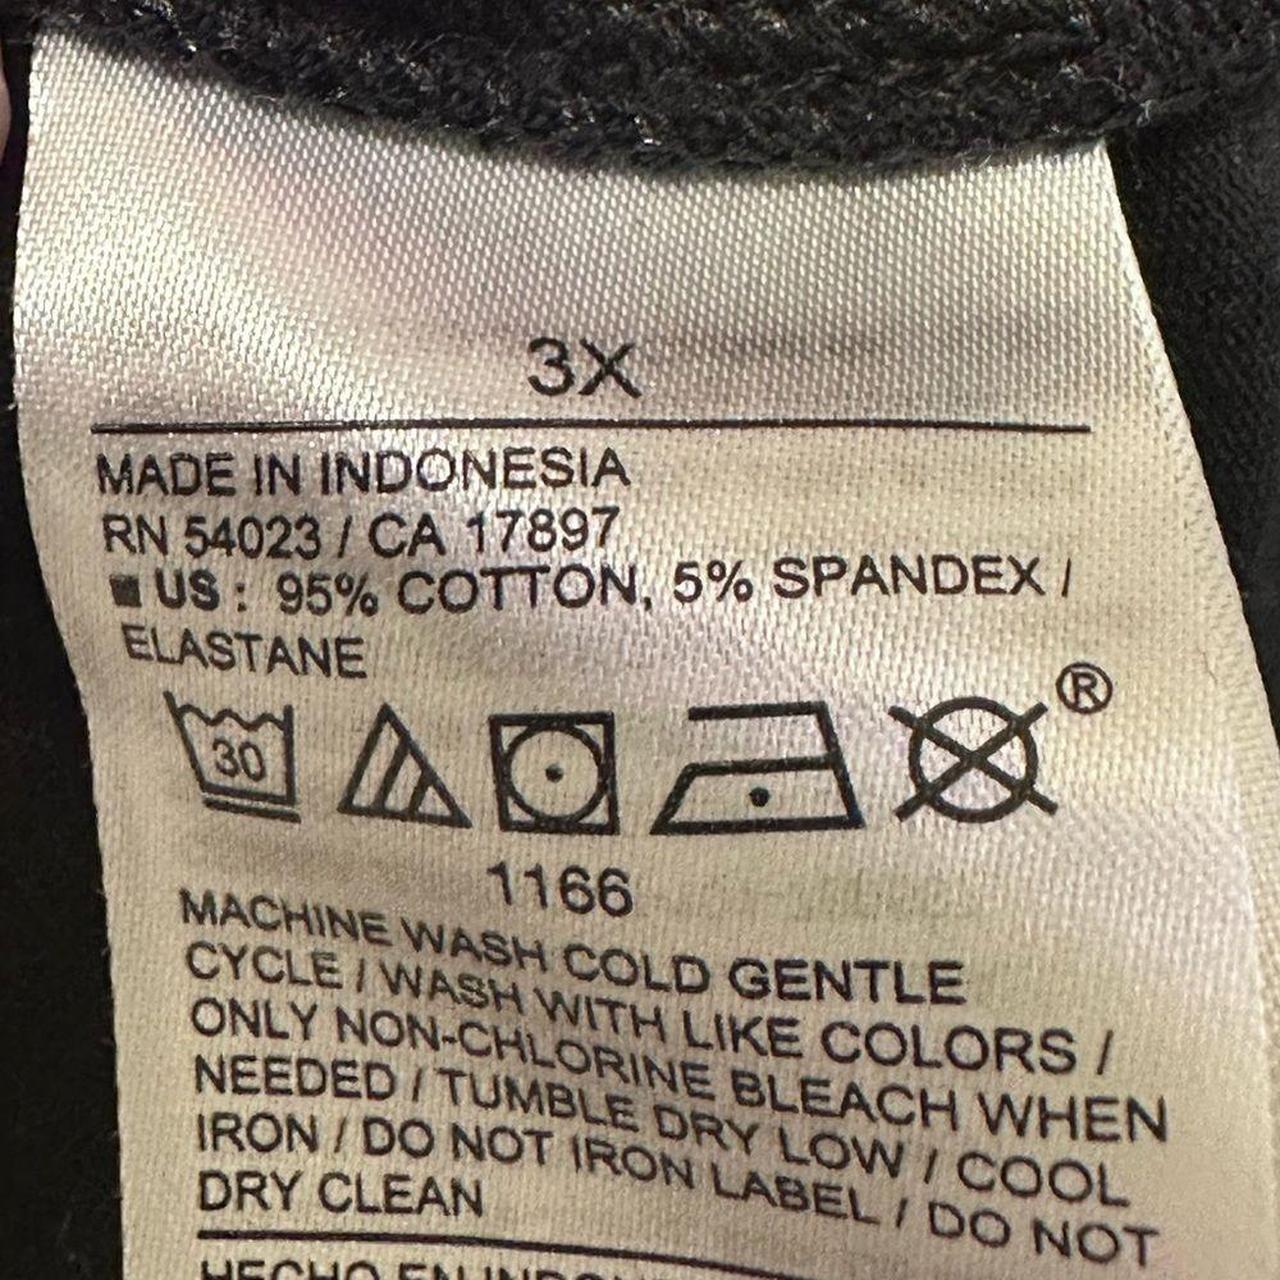 3X
MADE IN INDONESIA
RN 54023 / CA 17897
US : 95% COTTON, 5% SPANDEX /
ELASTANE
30
®
1166
MACHINE WASH COLD GENTLE
CYCLE / WASH WITH LIKE COLORS /
ONLY NON-CHLORINE BLEACH WHEN
NEEDED / TUMBLE DRY LOW / COOL
IRON / DO NOT IRON LABEL / DO NOT
DRY CLEAN
HECHO EN